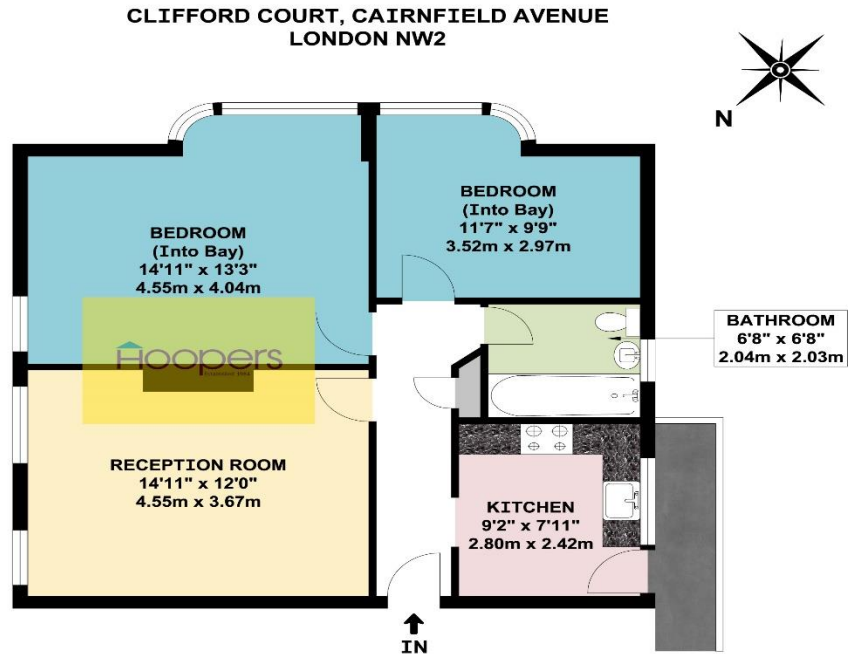 CLIFFORD COURT, CAIRNFIELD AVENUE
LONDON NW2
N
BEDROOM
(Into Bay)
14'11" x 13'3"
4.55m x 4.04m
BEDROOM
(Into Bay)
11'7" x 9'9"
3.52m x 2.97m
BATHROOM
6'8" x 6'8"
2.04m x 2.03m
Hoopers
RECEPTION ROOM
14'11" x 12'0"
4.55m x 3.67m
KITCHEN
9'2" x 7'11"
2.80m x 2.42m
IN